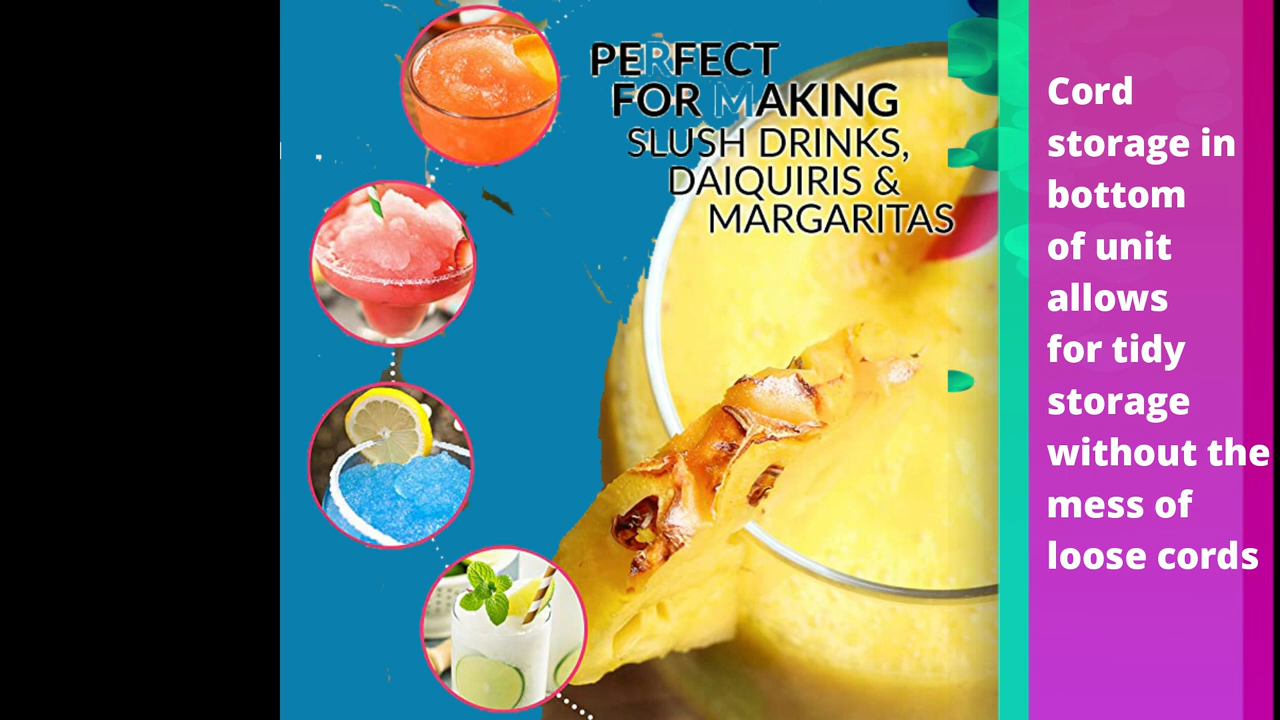 PERFECT
FOR MAKING
SLUSH DRINKS,
DAIQUIRIS &
MARGARITAS
Cord
storage in
bottom
of unit
allows
for tidy
storage
without the
mess of
loose cords